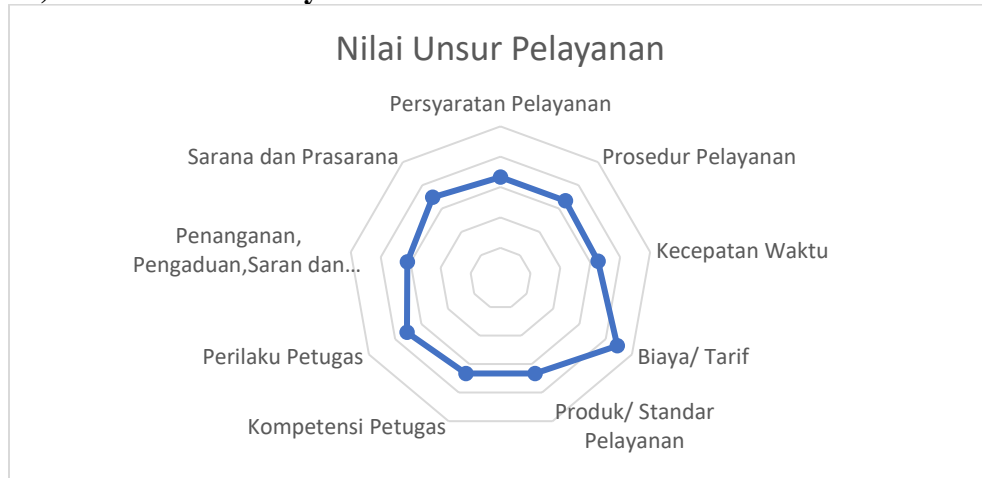 Nilai Unsur Pelayanan
Persyaratan Pelayanan
Prosedur Pelayanan
Kecepatan Waktu
Biaya/ Tarif
Produk/ Standar
Pelayanan
Kompetensi Petugas
Perilaku Petugas
Penanganan,
Pengaduan,Saran dan...
Sarana dan Prasarana